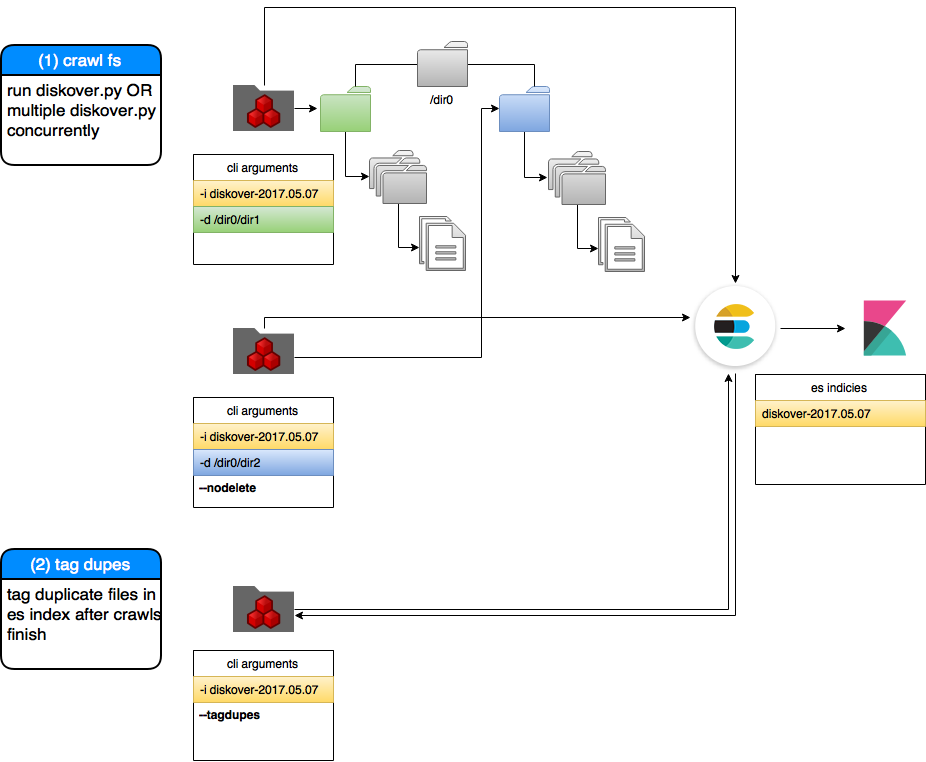 (1) crawl fs
run diskover.py OR
multiple diskover.py
concurrently
/dir0
cli arguments
-i diskover-2017.05.07
-d /dir0/dir1
cli arguments
-i diskover-2017.05.07
-d /dir0/dir2
--nodelete
es indicies
diskover-2017.05.07
(2) tag dupes
tag duplicate files in
es index after crawls
finish
cli arguments
-i diskover-2017.05.07
--tagdupes